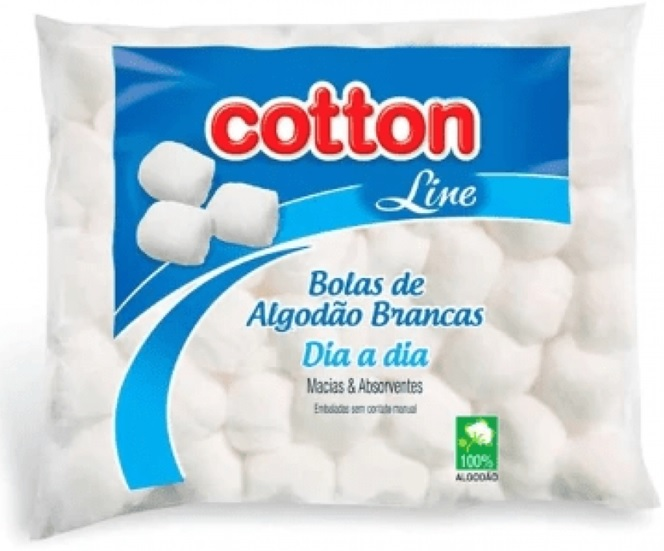 cotton
Line
Bolas de
Algodão Brancas
Dia a dia
Macias & Absorventes
Embaladas sem contato manual
100%
ALGODÃO